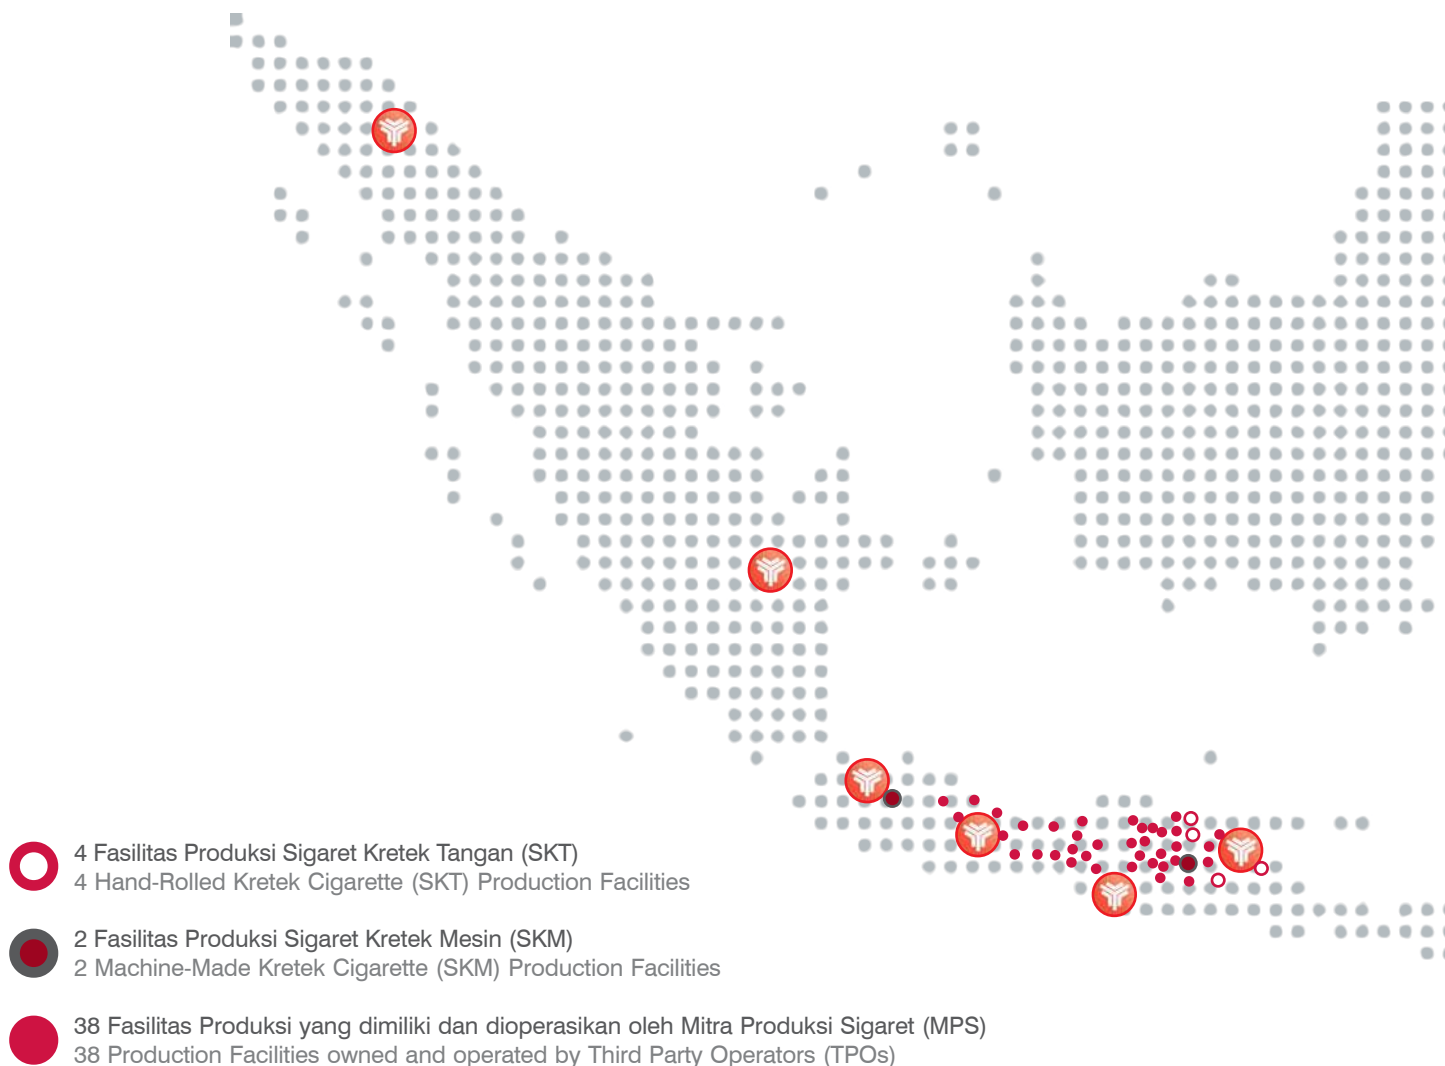 4 Fasilitas Produksi Sigaret Kretek Tangan (SKT)
4 Hand-Rolled Kretek Cigarette (SKT) Production Facilities
2 Fasilitas Produksi Sigaret Kretek Mesin (SKM)
2 Machine-Made Kretek Cigarette (SKM) Production Facilities
38 Fasilitas Produksi yang dimiliki dan dioperasikan oleh Mitra Produksi Sigaret (MPS)
38 Production Facilities owned and operated by Third Party Operators (TPOs)